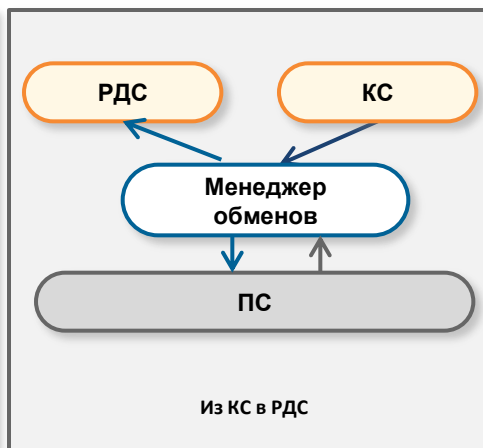 РДС
КС
Менеджер
обменов
ПС
Из КС в РДС